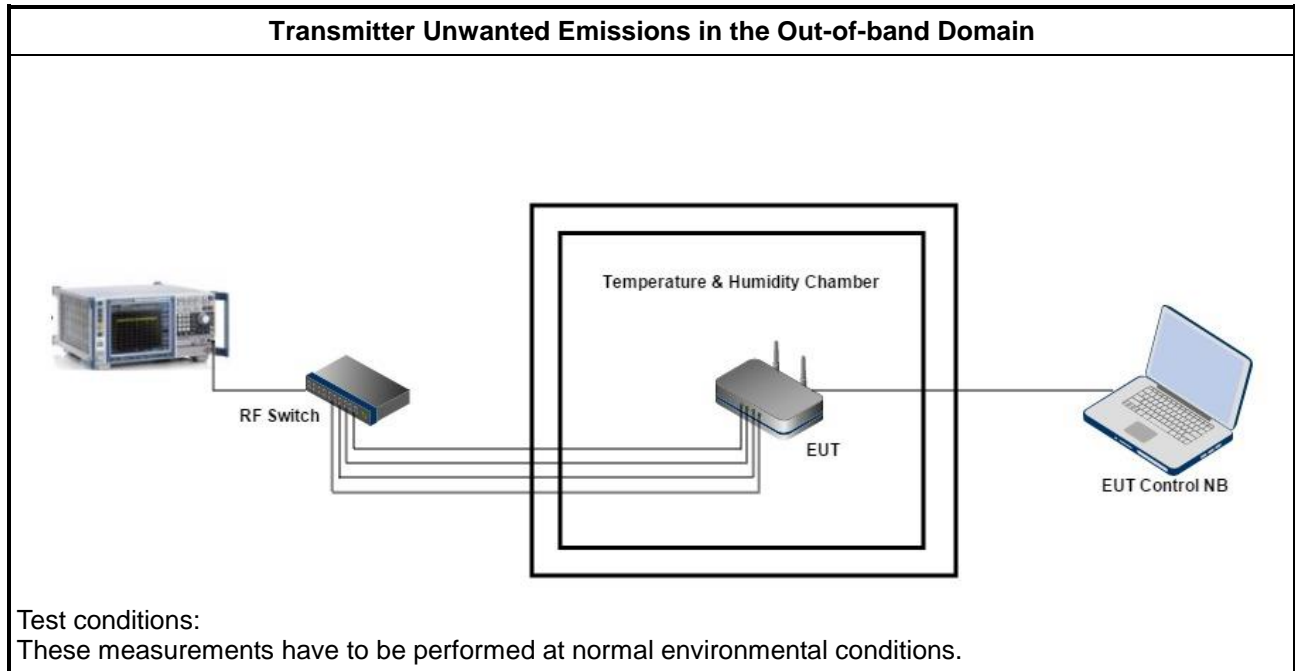 Transmitter Unwanted Emissions in the Out-of-band Domain
Temperature & Humidity Chamber
RF Switch
EUT
EUT Control NB
Test conditions:
These measurements have to be performed at normal environmental conditions.